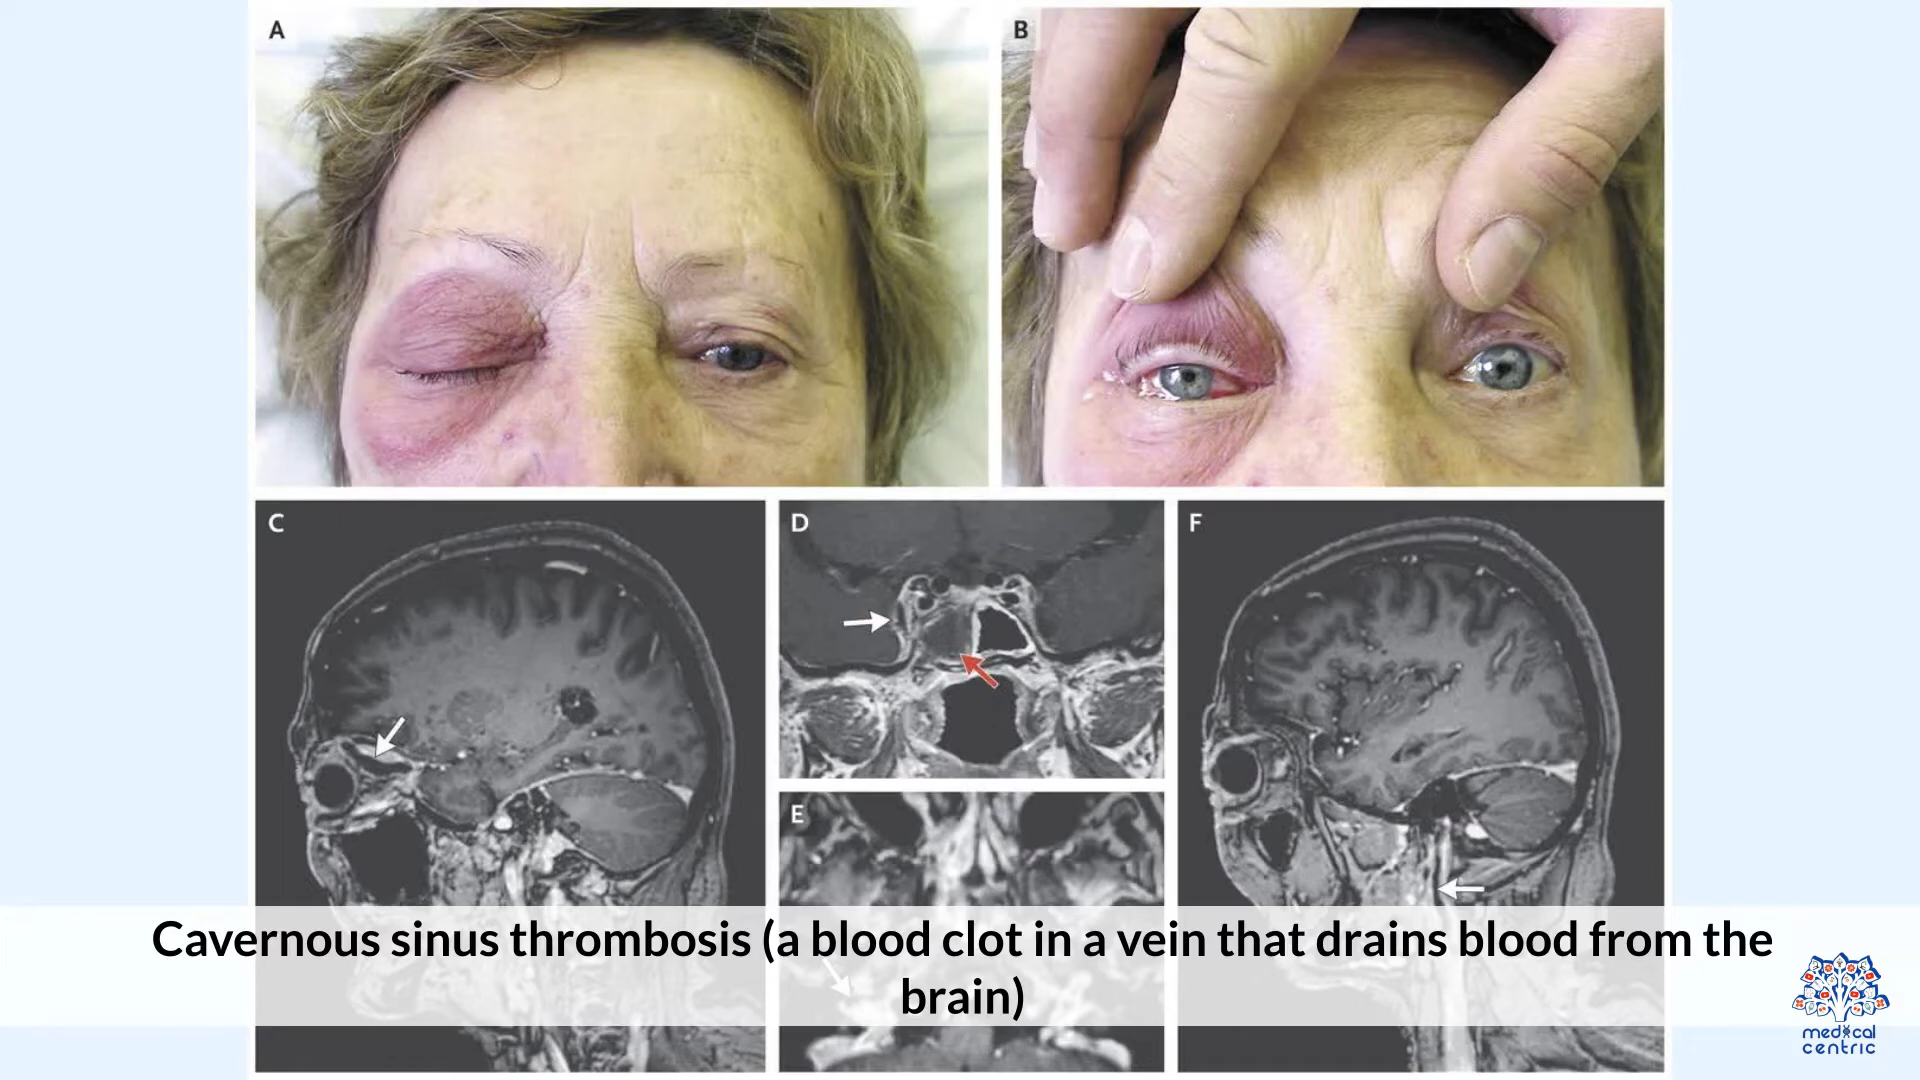 A
B
C
D
F
E
Cavernous sinus thrombosis (a blood clot in a vein that drains blood from the
brain)
medical
centric